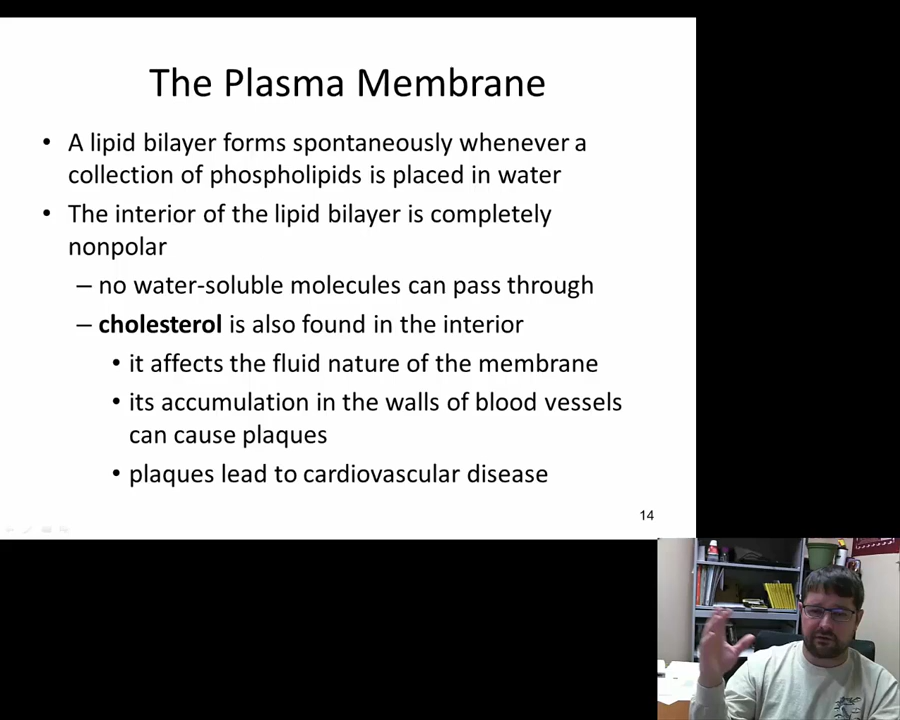 The Plasma Membrane
• A lipid bilayer forms spontaneously whenever a
collection of phospholipids is placed in water
• The interior of the lipid bilayer is completely
nonpolar
– no water-soluble molecules can pass through
– cholesterol is also found in the interior
• it affects the fluid nature of the membrane
• its accumulation in the walls of blood vessels
can cause plaques
• plaques lead to cardiovascular disease
14